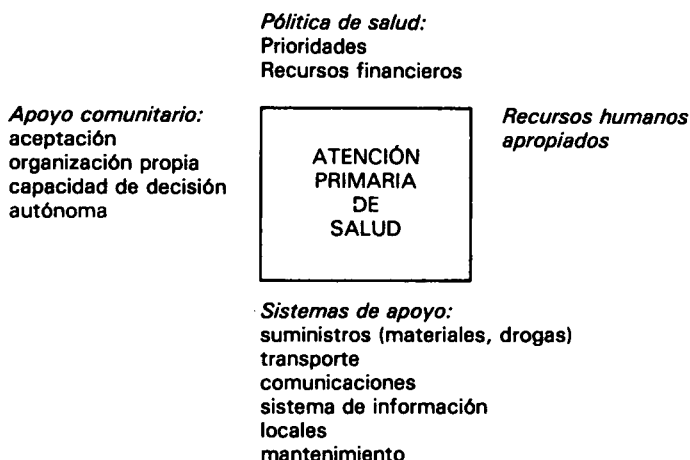 Pólitica de salud:
Prioridades
Recursos financieros
Apoyo comunitario:
aceptación
organización propia
capacidad de decisión
autónoma
ATENCIÓN
PRIMARIA
DE
SALUD
Recursos humanos
apropiados
Sistemas de apoyo:
suministros (materiales, drogas)
transporte
comunicaciones
sistema de información
locales
mantenimiento